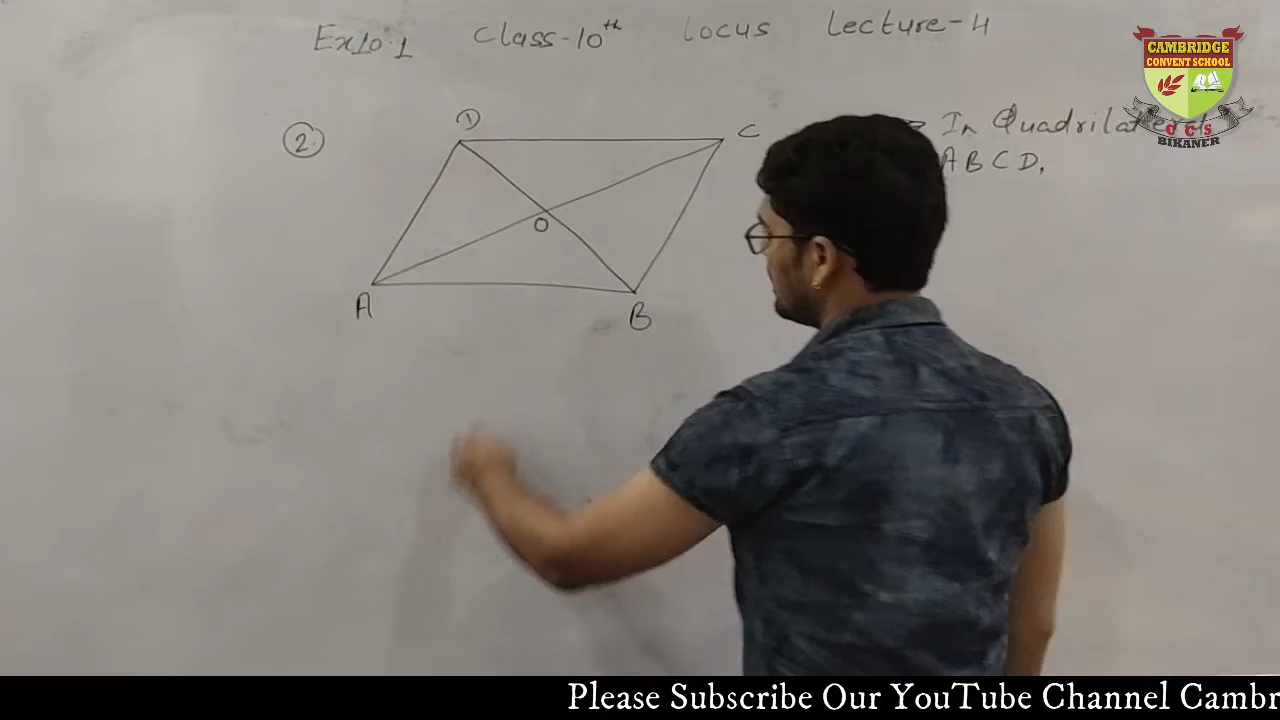 Ex10.1 Class-10th Locus Lecture-4
CAMBRIDGE
CONVENT SCHOOL
C C S
BIKANER
In Quadrilateral
ABCD,
2.
D
C
O
A
B
Please Subscribe Our YouTube Channel Cambr